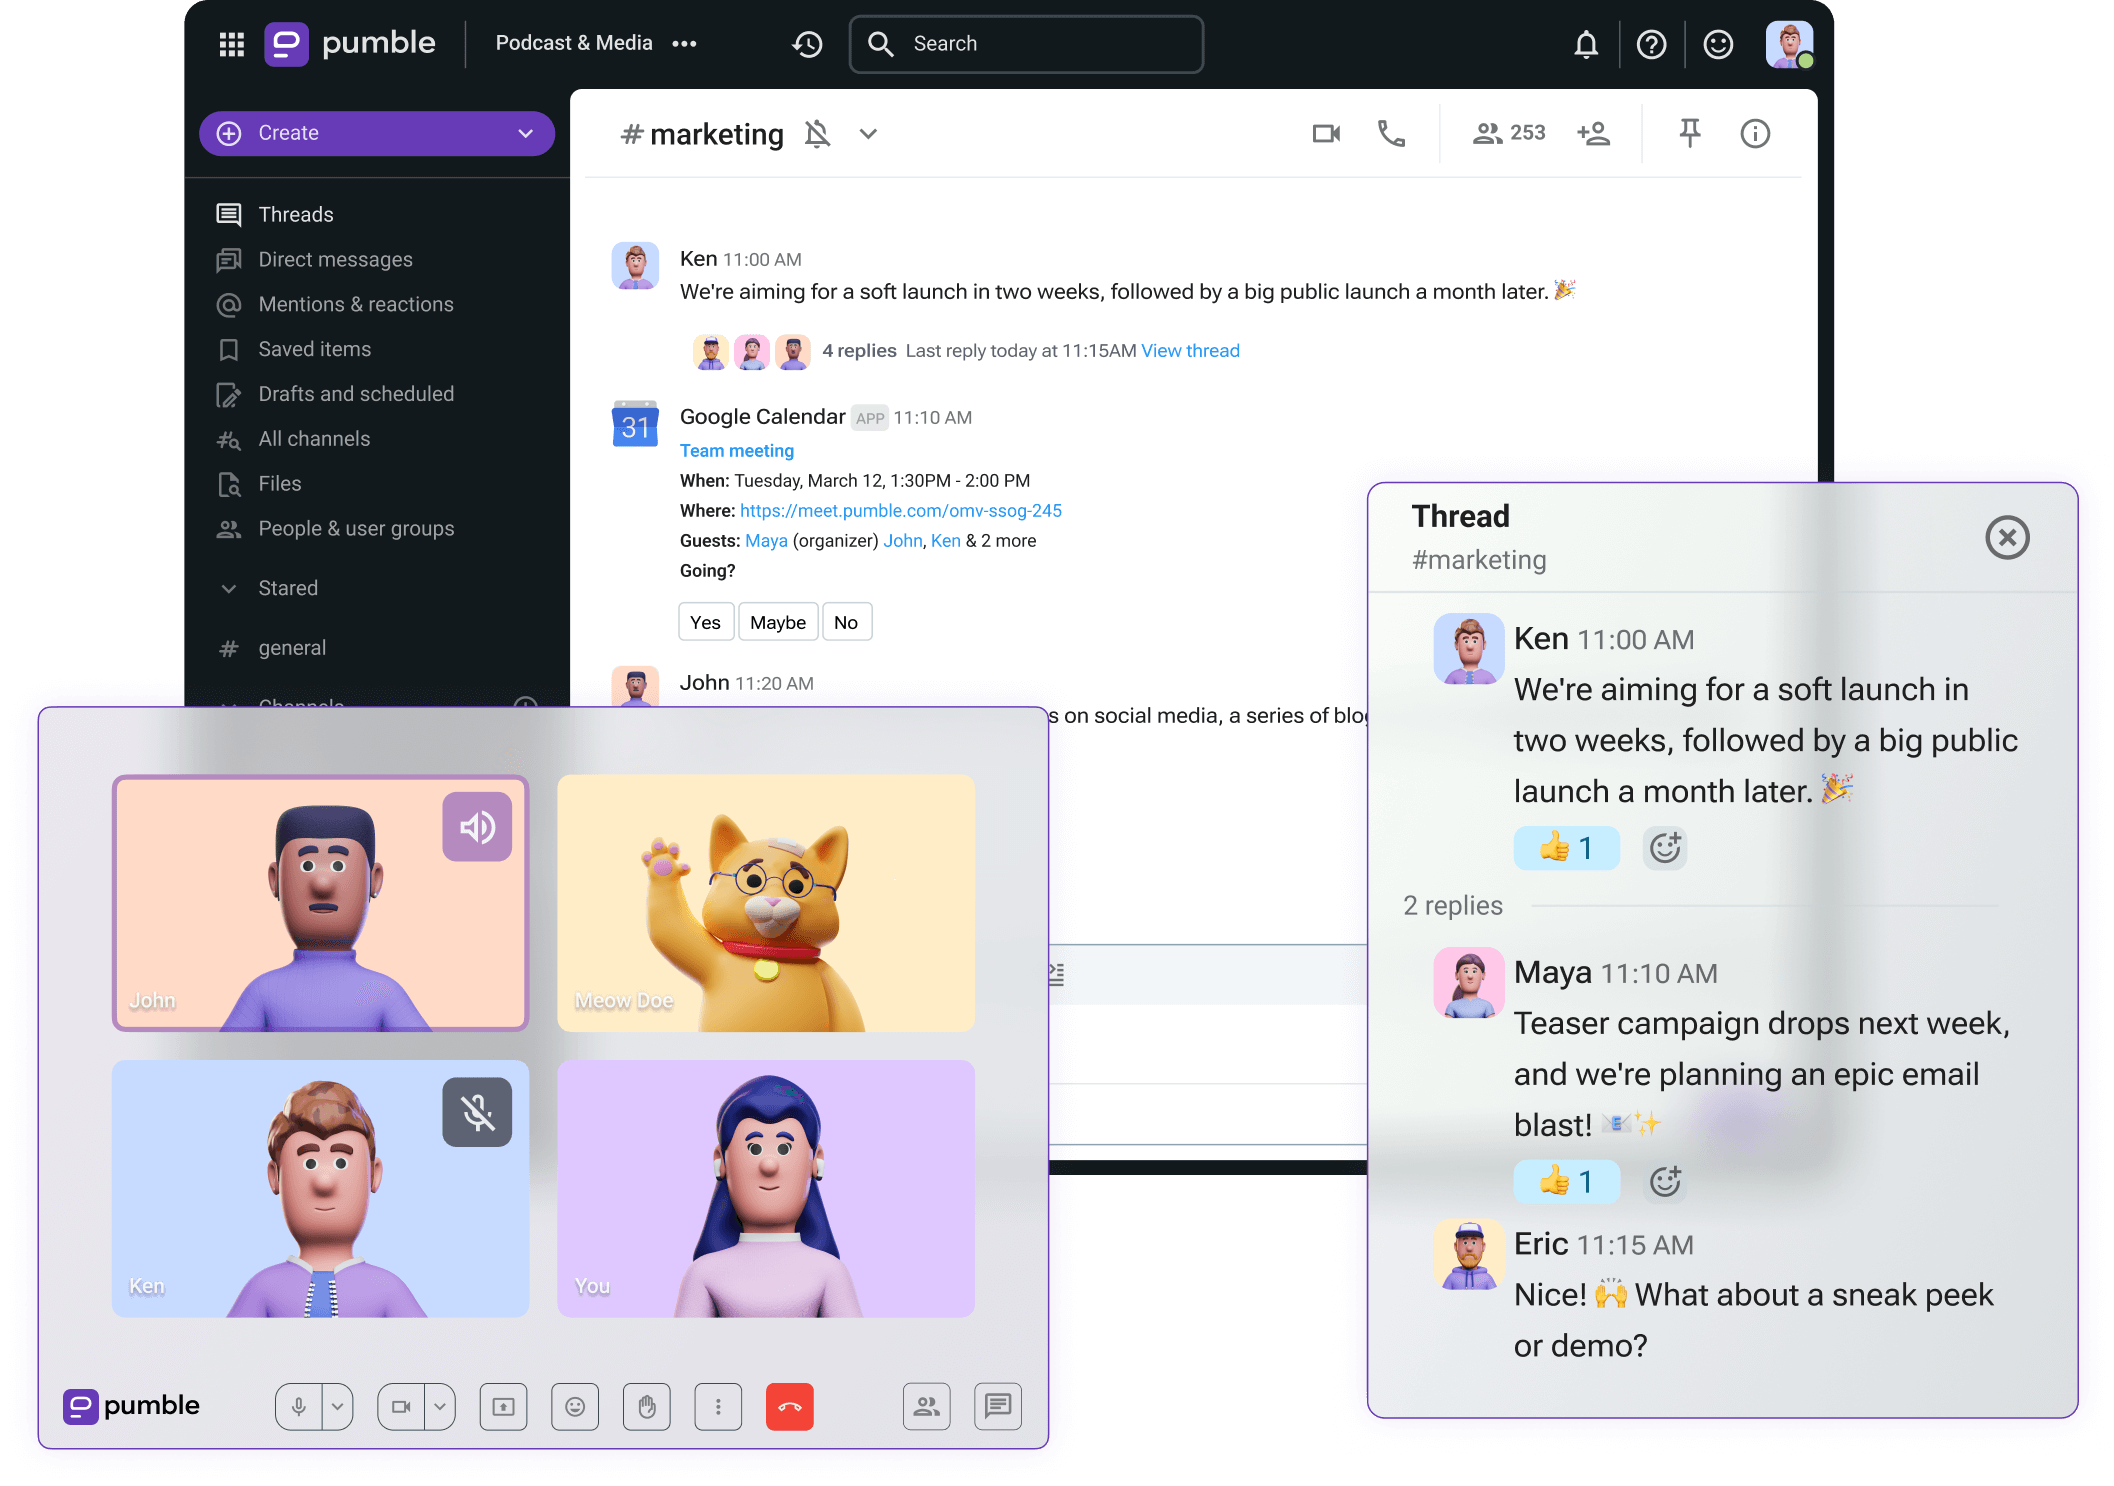 pumble
Podcast & Media
Search
Create
Threads
Direct messages
Mentions & reactions
Saved items
Drafts and scheduled
All channels
Files
People & user groups
Stared
# general
Channels
# marketing
253
Ken 11:00 AM
We're aiming for a soft launch in two weeks, followed by a big public launch a month later. 🎉
4 replies Last reply today at 11:15AM View thread
31
Google Calendar APP 11:10 AM
Team meeting
When: Tuesday, March 12, 1:30PM - 2:00 PM
Where: https://meet.pumble.com/omv-ssog-245
Guests: Maya (organizer) John, Ken & 2 more
Going?
Yes Maybe No
John 11:20 AM
s on social media, a series of
John
Meow Doe
Ken
You
pumble
Thread
#marketing
Ken 11:00 AM
We're aiming for a soft launch in
two weeks, followed by a big public
launch a month later. 🎉
👍 1
2 replies
Maya 11:10 AM
Teaser campaign drops next week,
and we're planning an epic email
blast! 📧✨
👍 1
Eric 11:15 AM
Nice! 🙌 What about a sneak peek
or demo?